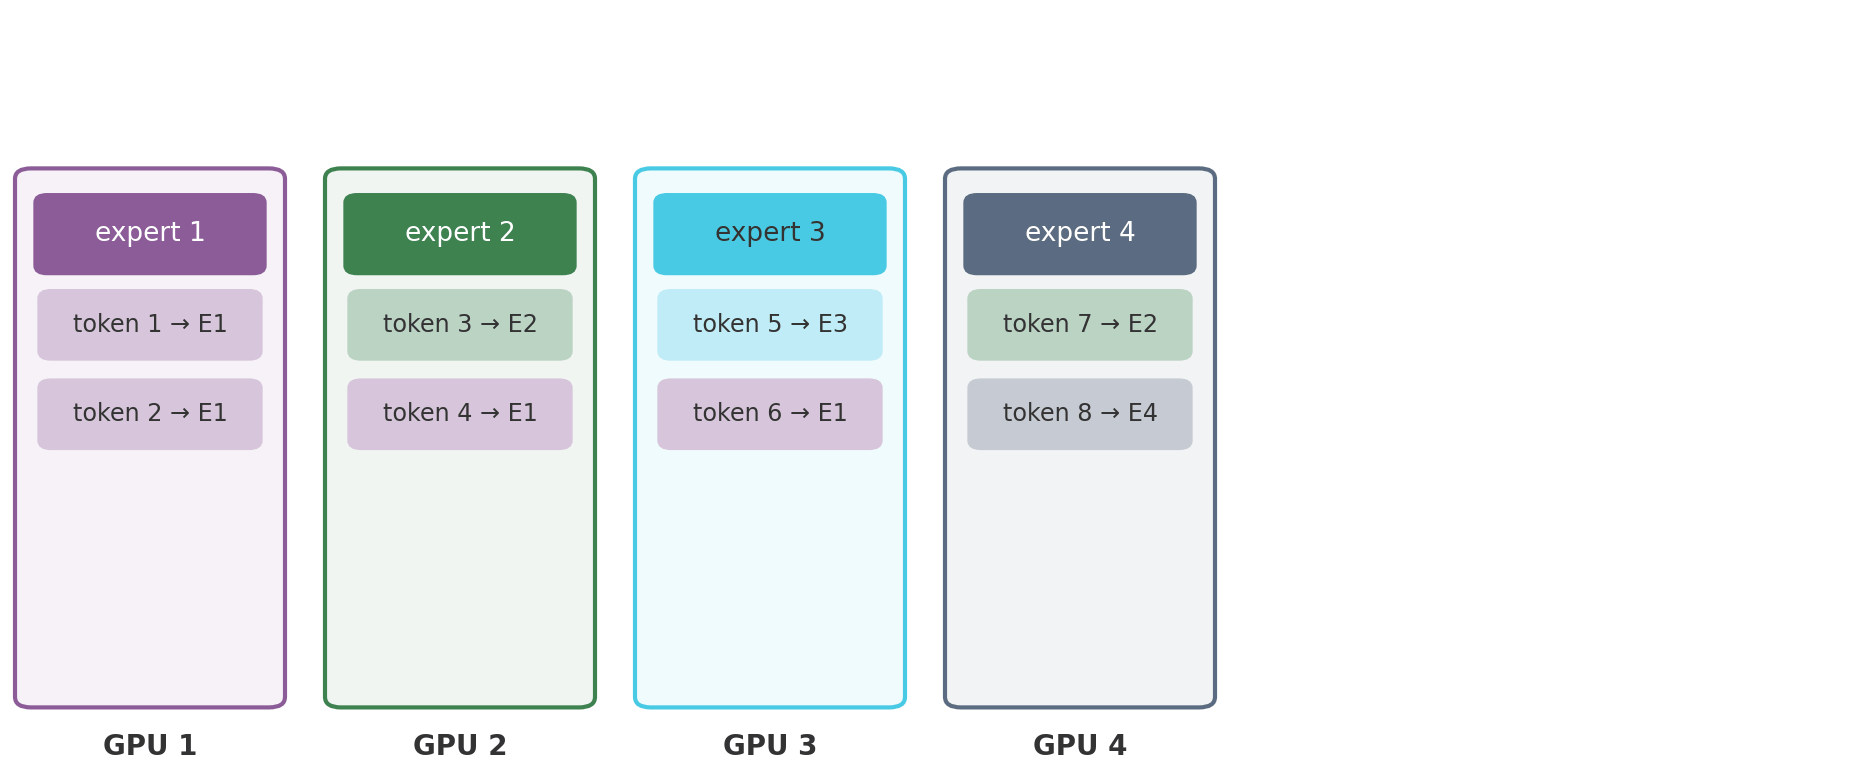 expert 1
token 1 → E1
token 2 → E1
GPU 1
expert 2
token 3 → E2
token 4 → E1
GPU 2
expert 3
token 5 → E3
token 6 → E1
GPU 3
expert 4
token 7 → E2
token 8 → E4
GPU 4